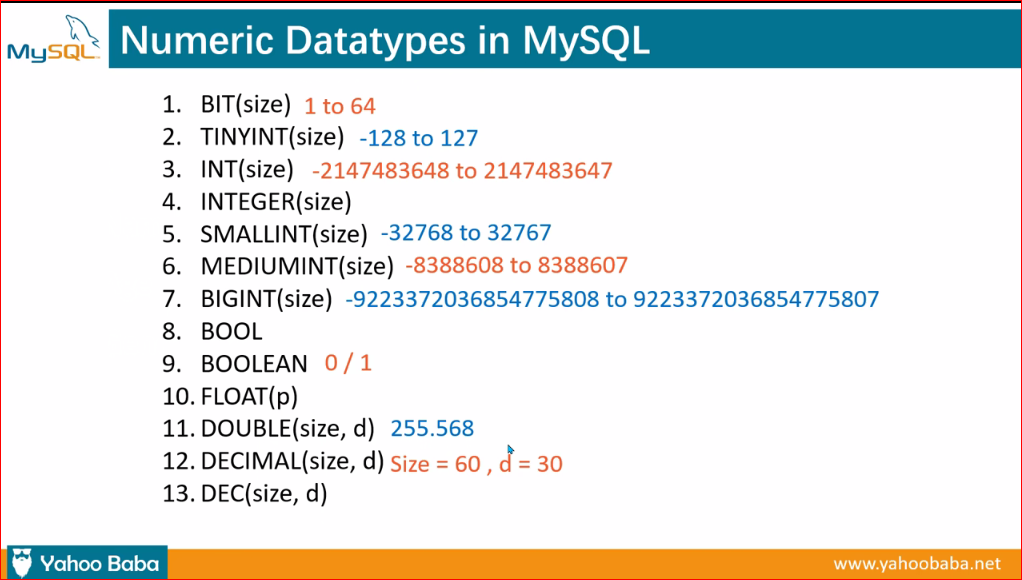 MySQL
Numeric Datatypes in MySQL
1. BIT(size) 1 to 64
2. TINYINT(size) -128 to 127
3. INT(size) -2147483648 to 2147483647
4. INTEGER(size)
5. SMALLINT(size) -32768 to 32767
6. MEDIUMINT(size) -8388608 to 8388607
7. BIGINT(size) -9223372036854775808 to 9223372036854775807
8. BOOL
9. BOOLEAN 0 / 1
10. FLOAT(p)
11. DOUBLE(size, d) 255.568
12. DECIMAL(size, d) Size = 60 , d = 30
13. DEC(size, d)
Yahoo Baba
www.yahoobaba.net